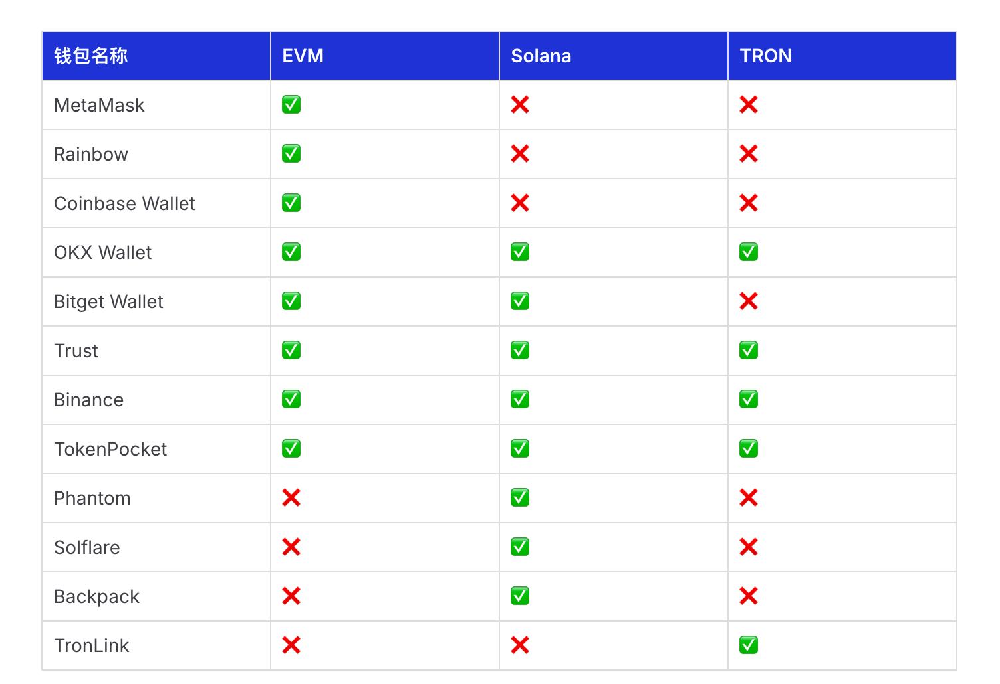 钱包名称 EVM Solana TRON
MetaMask ✅ ❌ ❌
Rainbow ✅ ❌ ❌
Coinbase Wallet ✅ ❌ ❌
OKX Wallet ✅ ✅ ✅
Bitget Wallet ✅ ✅ ❌
Trust ✅ ✅ ✅
Binance ✅ ✅ ✅
TokenPocket ✅ ✅ ✅
Phantom ❌ ✅ ❌
Solflare ❌ ✅ ❌
Backpack ❌ ✅ ❌
TronLink ❌ ❌ ✅